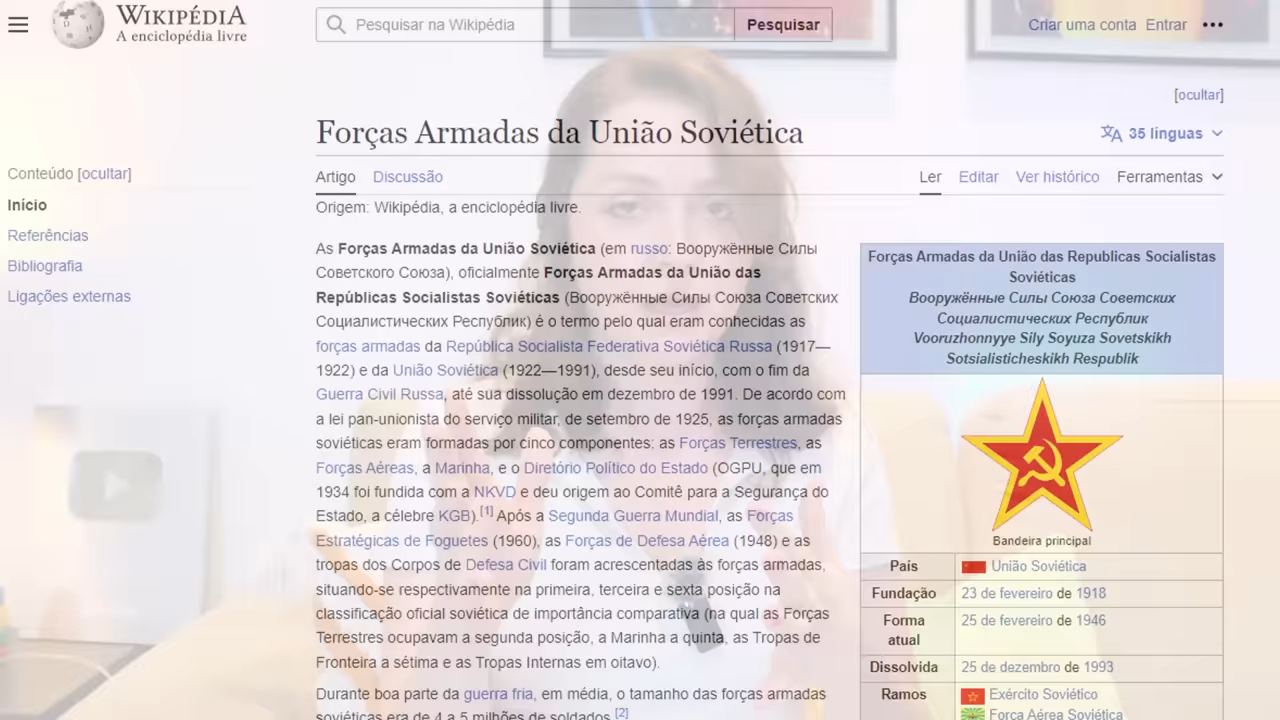 WIKIPÉDIA
A enciclopédia livre
Pesquisar na Wikipédia
Pesquisar
Criar uma conta Entrar
[ocultar]
Forças Armadas da União Soviética
35 línguas
Conteúdo [ocultar]
Início
Referências
Bibliografia
Ligações externas
Artigo Discussão
Ler Editar Ver histórico Ferramentas
Origem: Wikipédia, a enciclopédia livre.
As Forças Armadas da União Soviética (em russo: Вооружённые Силы
Советского Союза), oficialmente Forças Armadas da União das
Repúblicas Socialistas Soviéticas (Вооружённые Силы Союза Советских
Социалистических Республик) é o termo pelo qual eram conhecidas as
forças armadas da República Socialista Federativa Soviética Russa (1917—
1922) e da União Soviética (1922—1991), desde seu início, com o fim da
Guerra Civil Russa, até sua dissolução em dezembro de 1991. De acordo com
a lei pan-unionista do serviço militar, de setembro de 1925, as forças armadas
soviéticas eram formadas por cinco componentes: as Forças Terrestres, as
Forças Aéreas, a Marinha, e o Diretório Político do Estado (OGPU, que em
1934 foi fundida com a NKVD e deu origem ao Comitê para a Segurança do
Estado, a célebre KGB).[1] Após a Segunda Guerra Mundial, as Forças
Estratégicas de Foguetes (1960), as Forças de Defesa Aérea (1948) e as
tropas dos Corpos de Defesa Civil foram acrescentadas às forças armadas,
situando-se respectivamente na primeira, terceira e sexta posição na
classificação oficial soviética de importância comparativa (na qual as Forças
Terrestres ocupavam a segunda posição, a Marinha a quinta, as Tropas de
Fronteira a sétima e as Tropas Internas em oitavo).
Durante boa parte da guerra fria, em média, o tamanho das forças armadas
soviéticas era de 4 a 5 milhões de soldados.[2]
Forças Armadas da União das Republicas Socialistas
Soviéticas
Вооружённые Силы Союза Советских
Социалистических Республик
Vooruzhonnyye Sily Soyuza Sovetskikh
Sotsialisticheskikh Respublik
Bandeira principal
País União Soviética
Fundação 23 de fevereiro de 1918
Forma 25 de fevereiro de 1946
atual
Dissolvida 25 de dezembro de 1993
Ramos Exército Soviético
Força Aérea Soviética